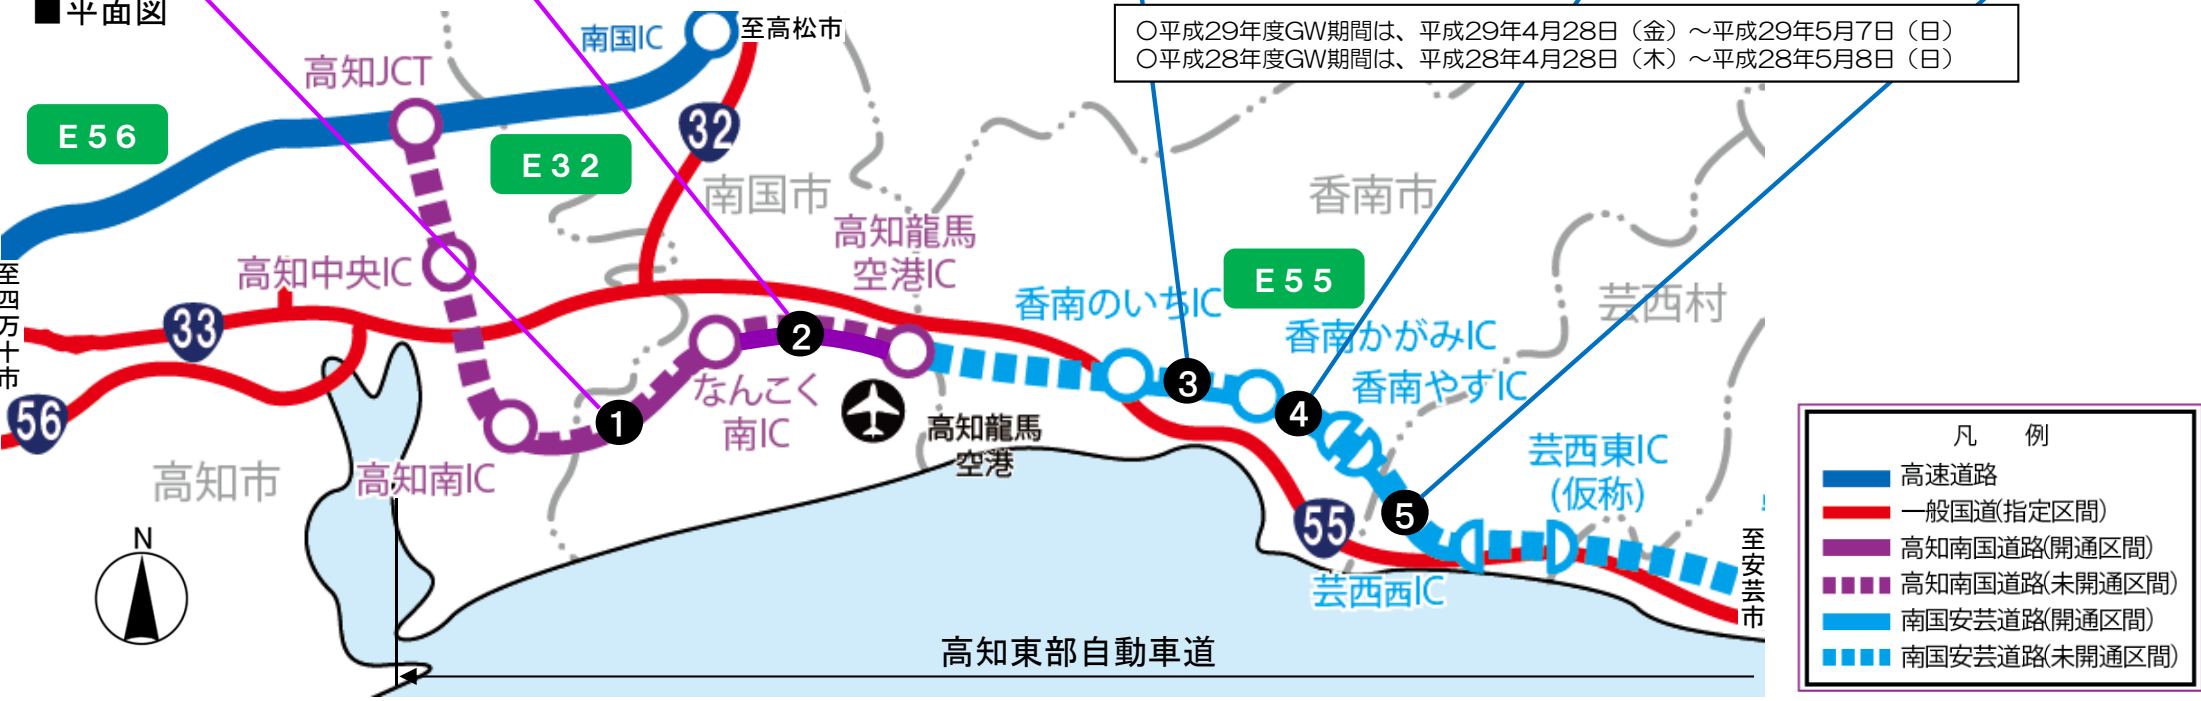 ■平面図
○平成29年度GW期間は、平成29年4月28日（金）～平成29年5月7日（日）
○平成28年度GW期間は、平成28年4月28日（木）～平成28年5月8日（日）
南国IC
至高松市
高知JCT
E56
E32
32
南国市
香南市
高知龍馬
空港IC
高知中央IC
至四万十市
E55
香南のいちIC
芸西村
33
香南かがみIC
2
3
香南やすIC
なんこく
南IC
1
4
56
高知龍馬
空港
高知市
高知南IC
芸西東IC
(仮称)
5
55
N
至安芸市
芸西西IC
高知東部自動車道
凡　例
高速道路
一般国道(指定区間)
高知南国道路(開通区間)
高知南国道路(未開通区間)
南国安芸道路(開通区間)
南国安芸道路(未開通区間)